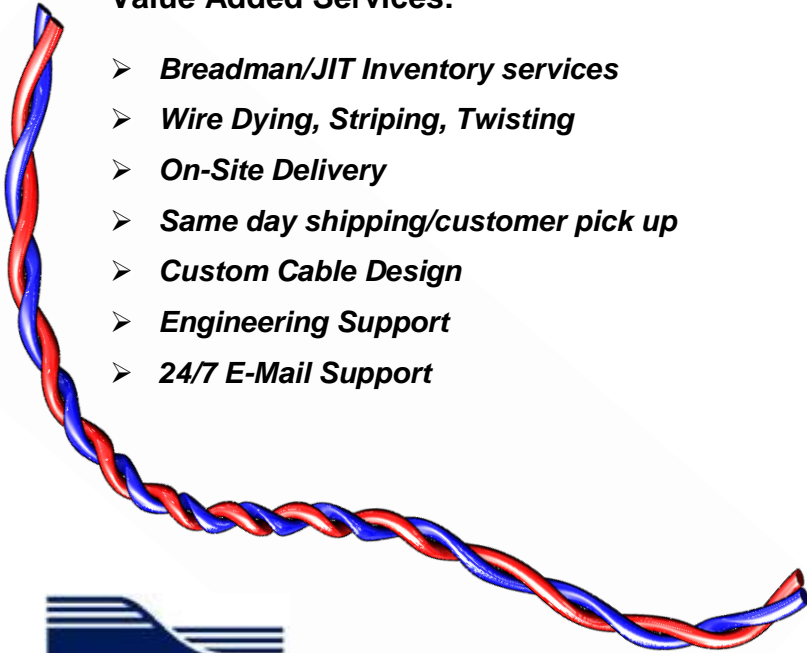 Value Added Services:
➢ Breadman/JIT Inventory services
➢ Wire Dying, Striping, Twisting
➢ On-Site Delivery
➢ Same day shipping/customer pick up
➢ Custom Cable Design
➢ Engineering Support
➢ 24/7 E-Mail Support